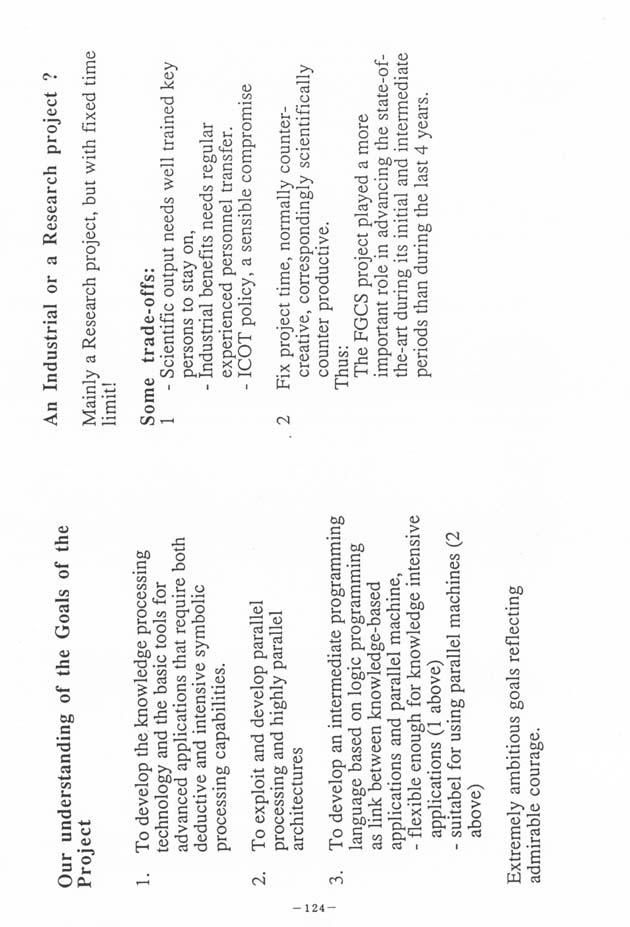 Our understanding of the Goals of the
Project
1. To develop the knowledge processing
technology and the basic tools for
advanced applications that require both
deductive and intensive symbolic
processing capabilities.
2. To exploit and develop parallel
processing and highly parallel
architectures
3. To develop an intermediate programming
language based on logic programming
as link between knowledge-based
applications and parallel machine,
- flexible enough for knowledge intensive
applications (1 above)
- suitabel for using parallel machines (2
above)
Extremely ambitious goals reflecting
admirable courage.
An Industrial or a Research project ?
Mainly a Research project, but with fixed time
limit!
Some trade-offs:
1 - Scientific output needs well trained key
persons to stay on,
- Industrial benefits needs regular
experienced personnel transfer.
- ICOT policy, a sensible compromise
2 Fix project time, normally counter-
creative, correspondingly scientifically
counter productive.
Thus:
The FGCS project played a more
important role in advancing the state-of-
the-art during its initial and intermediate
periods than during the last 4 years.
-124-